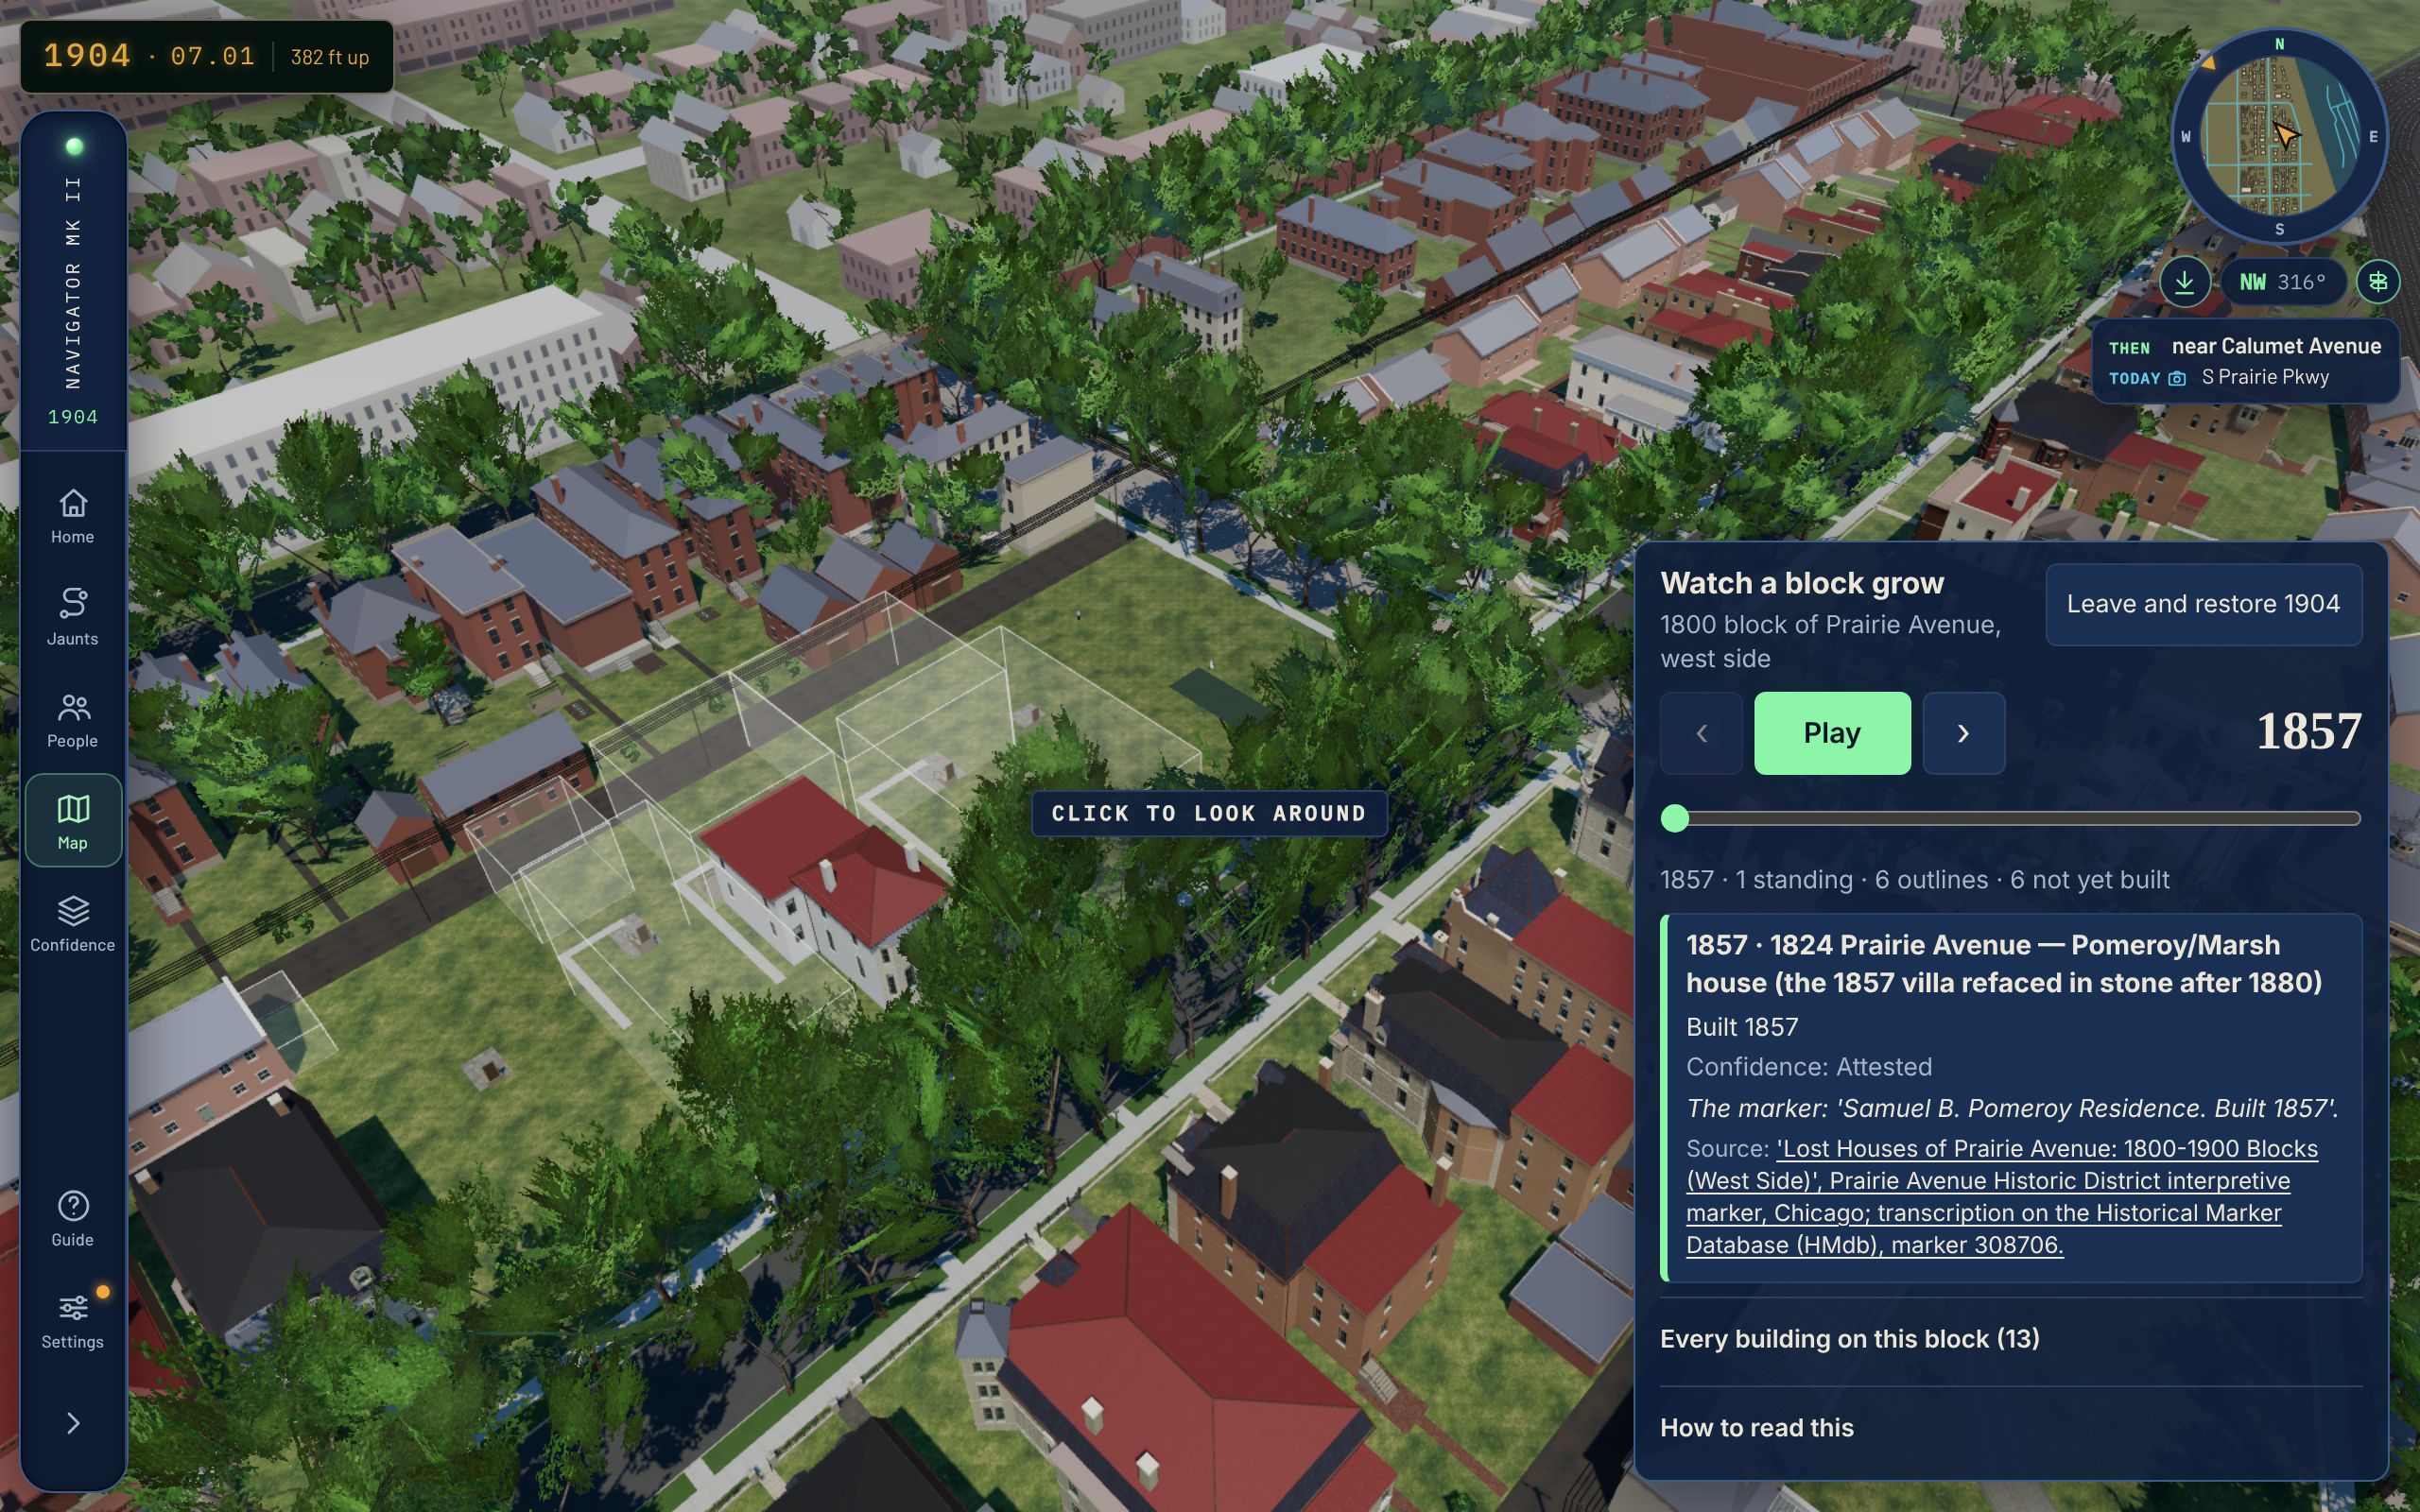 1904 · 07.01 382 ft up
NAVIGATOR MK II
1904
Home
Jaunts
People
Map
Confidence
Guide
Settings
N
W
E
S
NW 316°
THEN near Calumet Avenue
TODAY S Prairie Pkwy
CLICK TO LOOK AROUND
Watch a block grow
1800 block of Prairie Avenue,
west side
Leave and restore 1904
‹ Play ›
1857
1857 · 1 standing · 6 outlines · 6 not yet built
1857 · 1824 Prairie Avenue — Pomeroy/Marsh
house (the 1857 villa refaced in stone after 1880)
Built 1857
Confidence: Attested
The marker: 'Samuel B. Pomeroy Residence. Built 1857'.
Source: 'Lost Houses of Prairie Avenue: 1800-1900 Blocks
(West Side)', Prairie Avenue Historic District interpretive
marker, Chicago; transcription on the Historical Marker
Database (HMdb), marker 308706.
Every building on this block (13)
How to read this